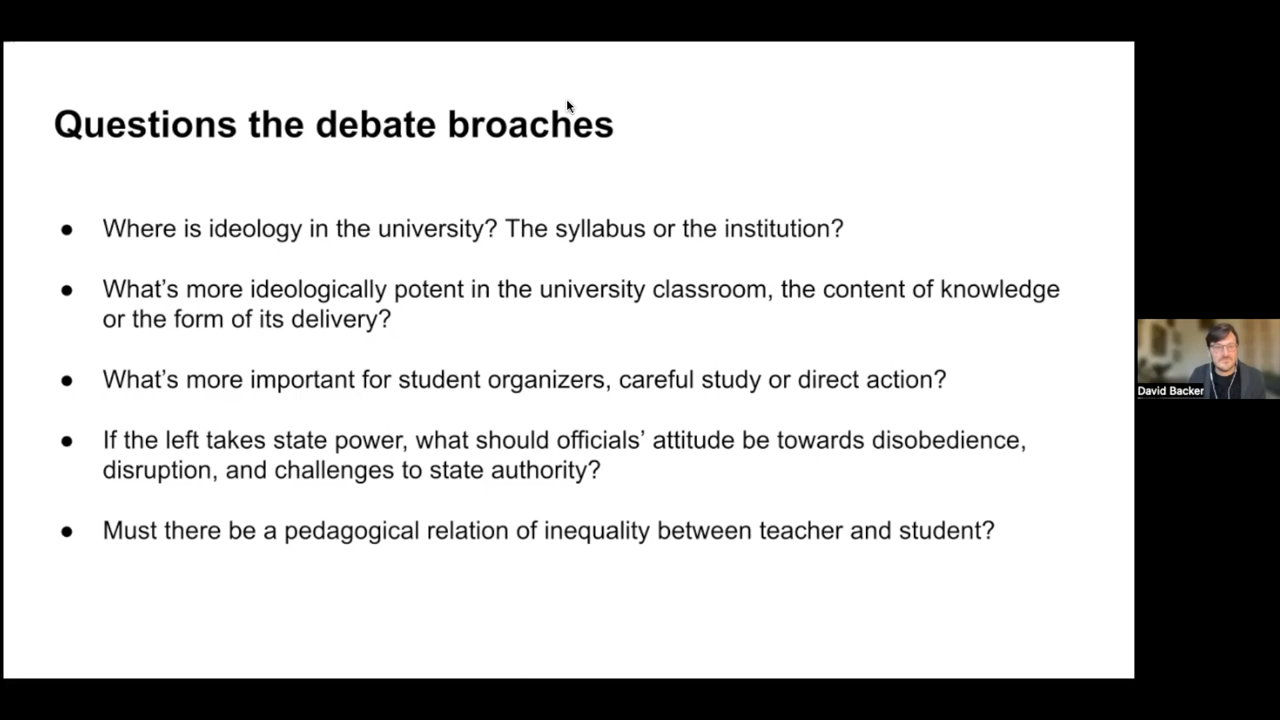 Questions the debate broaches
● Where is ideology in the university? The syllabus or the institution?
● What’s more ideologically potent in the university classroom, the content of knowledge
or the form of its delivery?
● What’s more important for student organizers, careful study or direct action?
● If the left takes state power, what should officials’ attitude be towards disobedience,
disruption, and challenges to state authority?
● Must there be a pedagogical relation of inequality between teacher and student?
David Backer